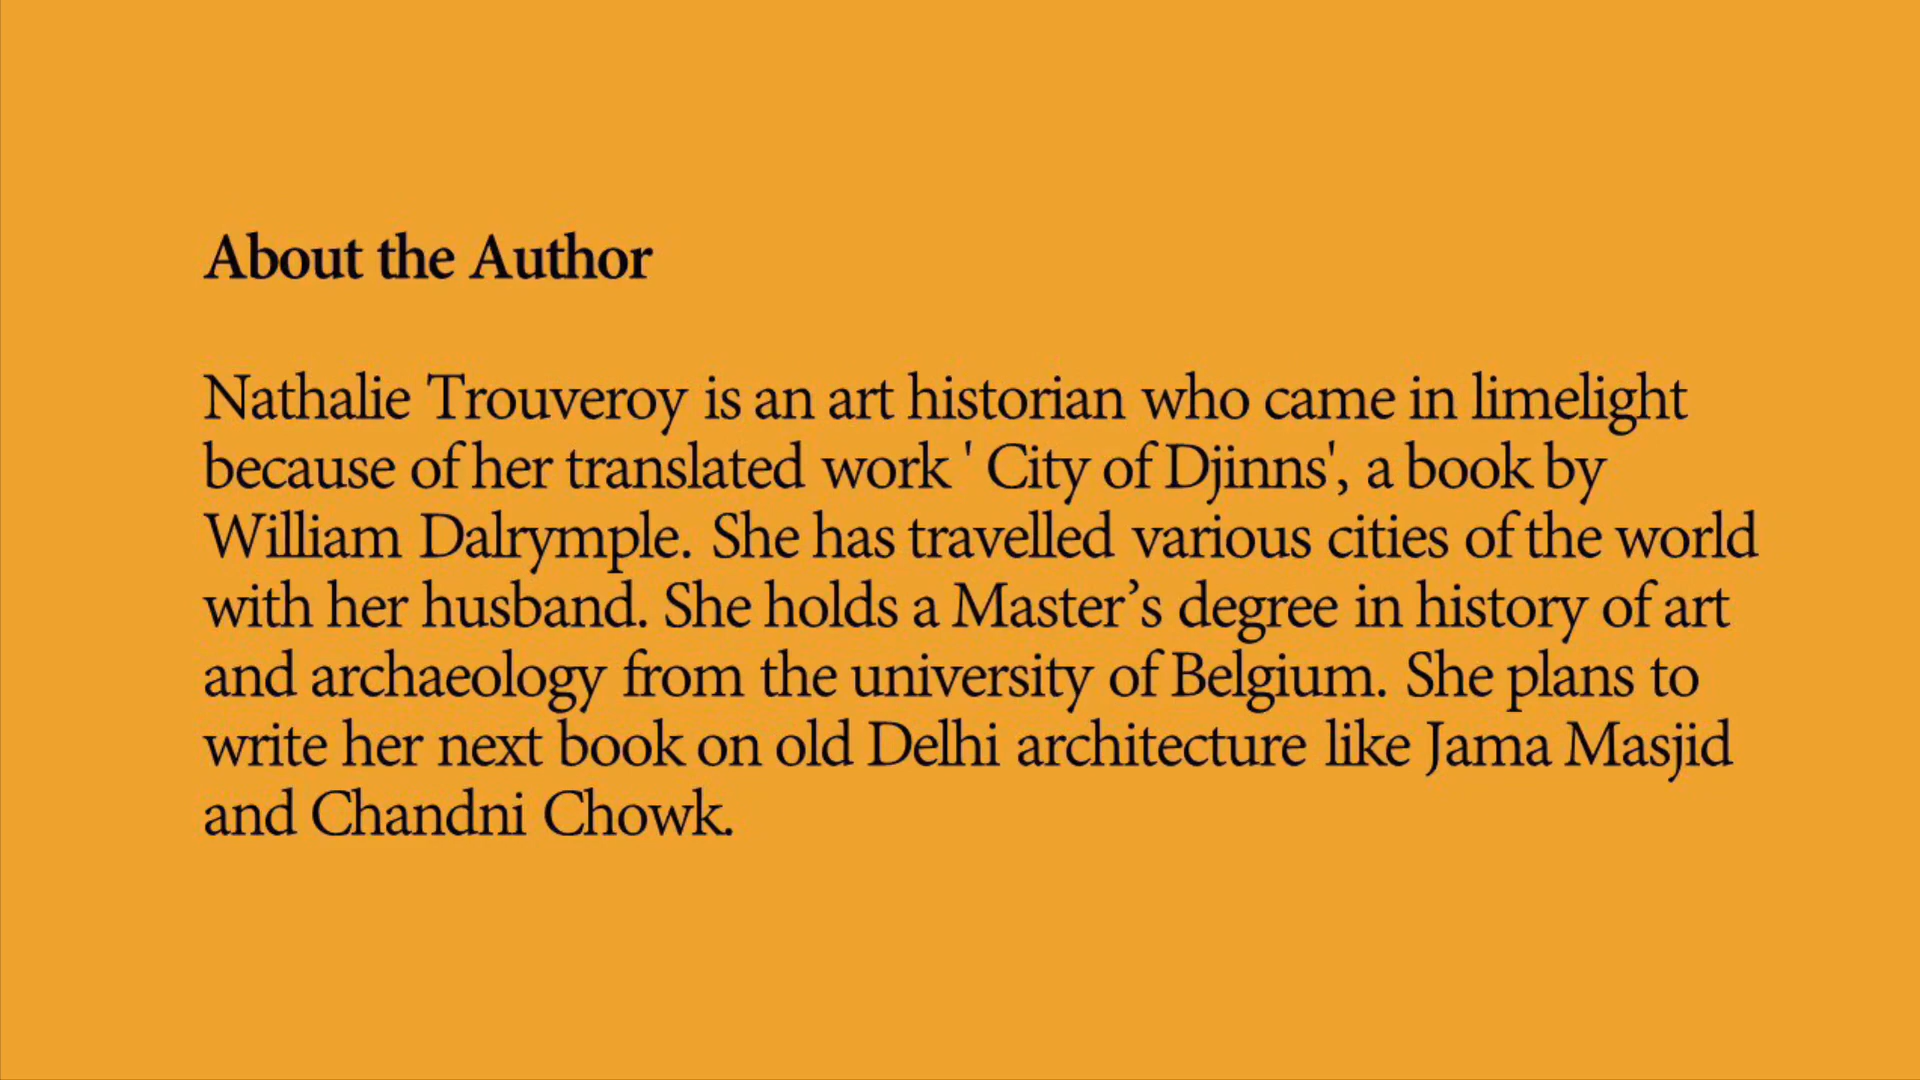 About the Author
Nathalie Trouveroy is an art historian who came in limelight
because of her translated work ' City of Djinns', a book by
William Dalrymple. She has travelled various cities of the world
with her husband. She holds a Master’s degree in history of art
and archaeology from the university of Belgium. She plans to
write her next book on old Delhi architecture like Jama Masjid
and Chandni Chowk.